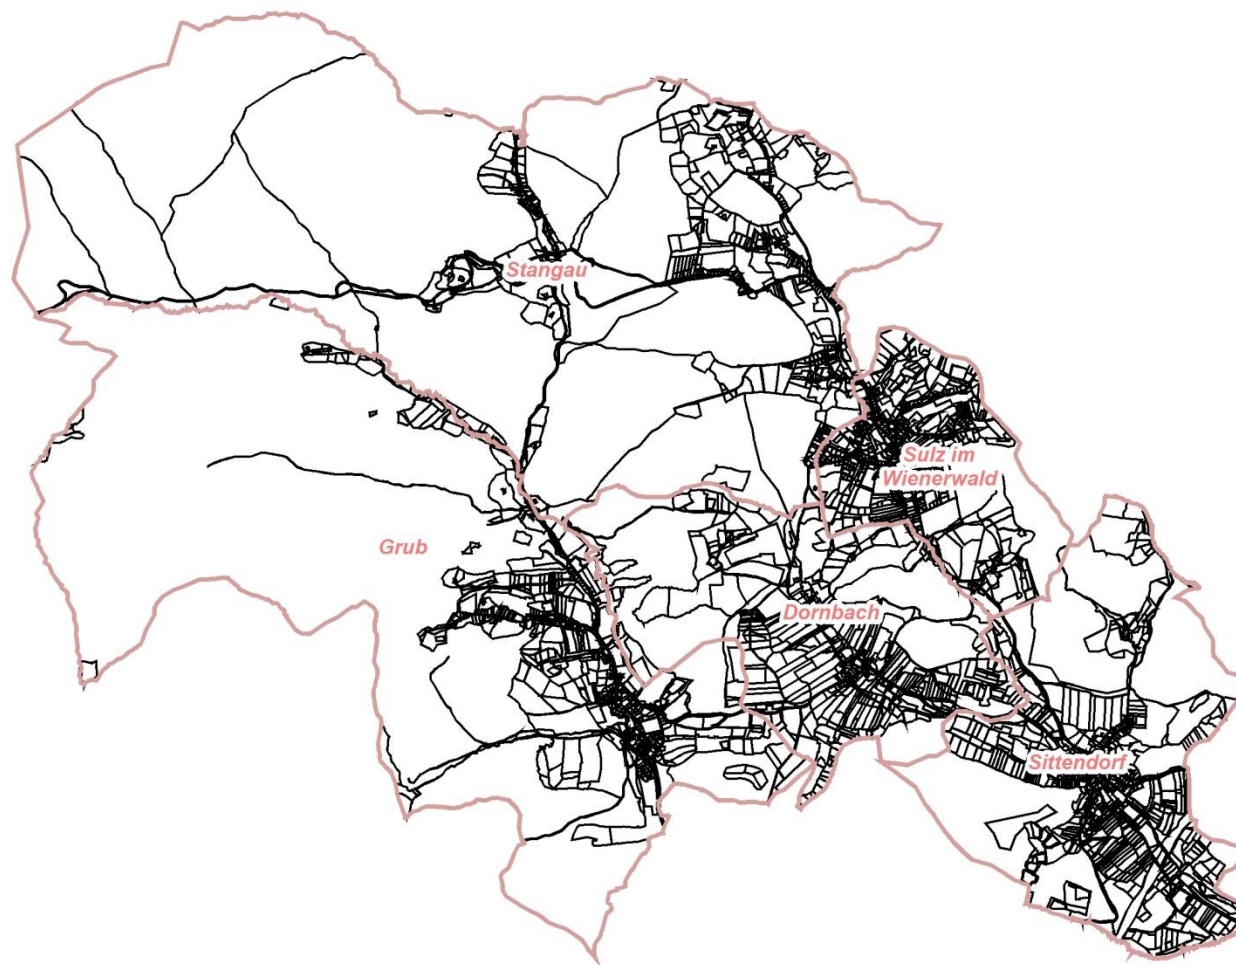 Stangau
Sulz im
Wienerwald
Grub
Dornbach
Sittendorf